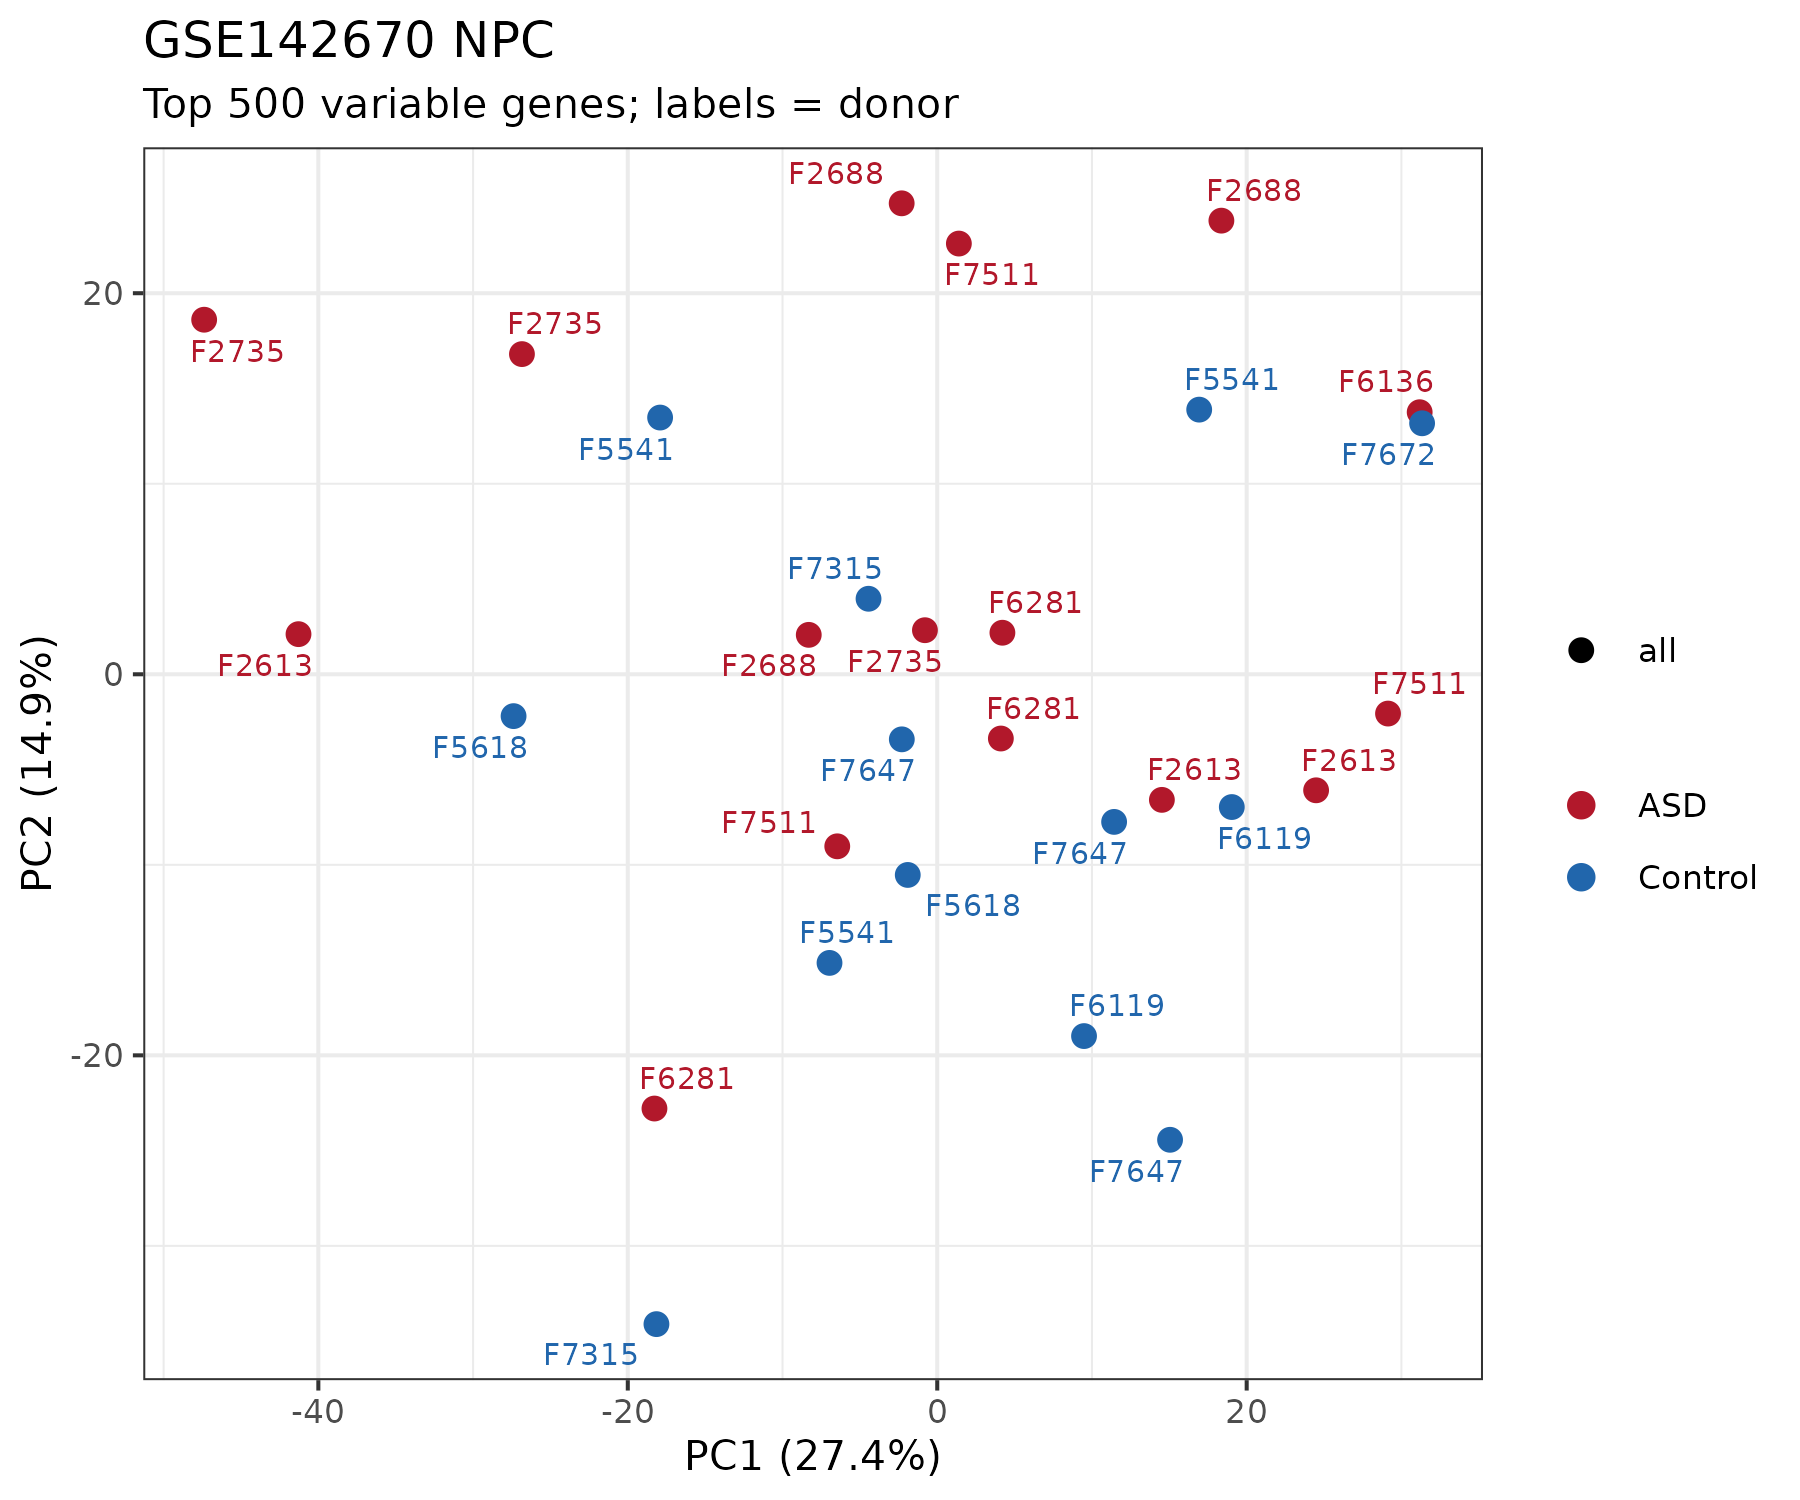 GSE142670 NPC
Top 500 variable genes; labels = donor
F2688
F2688
F7511
20
F2735
F2735
F5541
F6136
F5541
F7672
F7315
F6281
F2613
F2688
F2735
0
F7511
F6281
F5618
F7647
F2613
F2613
F7511
F6119
F7647
F5618
F5541
F6119
-20
F6281
F7647
F7315
-40
-20
0
20
PC1 (27.4%)
PC2 (14.9%)
all
ASD
Control